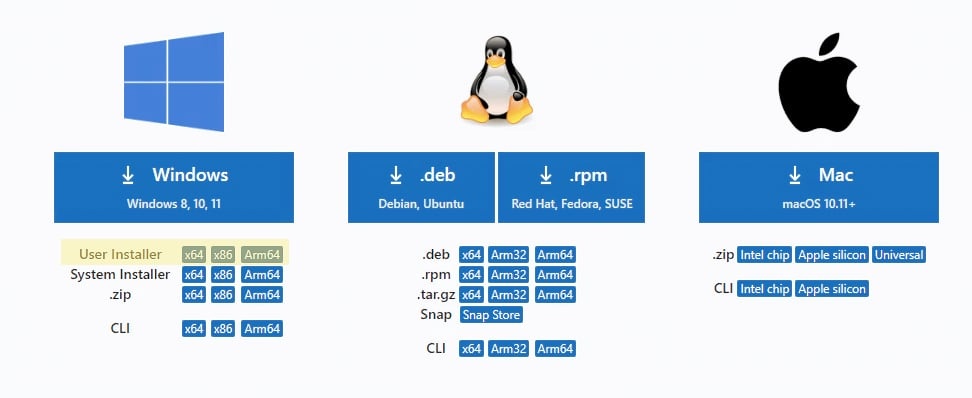 Windows
Windows 8, 10, 11
User Installer x64 x86 Arm64
System Installer x64 x86 Arm64
.zip x64 x86 Arm64
CLI x64 x86 Arm64
.deb
Debian, Ubuntu
.rpm
Red Hat, Fedora, SUSE
.deb x64 Arm32 Arm64
.rpm x64 Arm32 Arm64
.tar.gz x64 Arm32 Arm64
Snap Snap Store
CLI x64 Arm32 Arm64
Mac
macOS 10.11+
.zip Intel chip Apple silicon Universal
CLI Intel chip Apple silicon